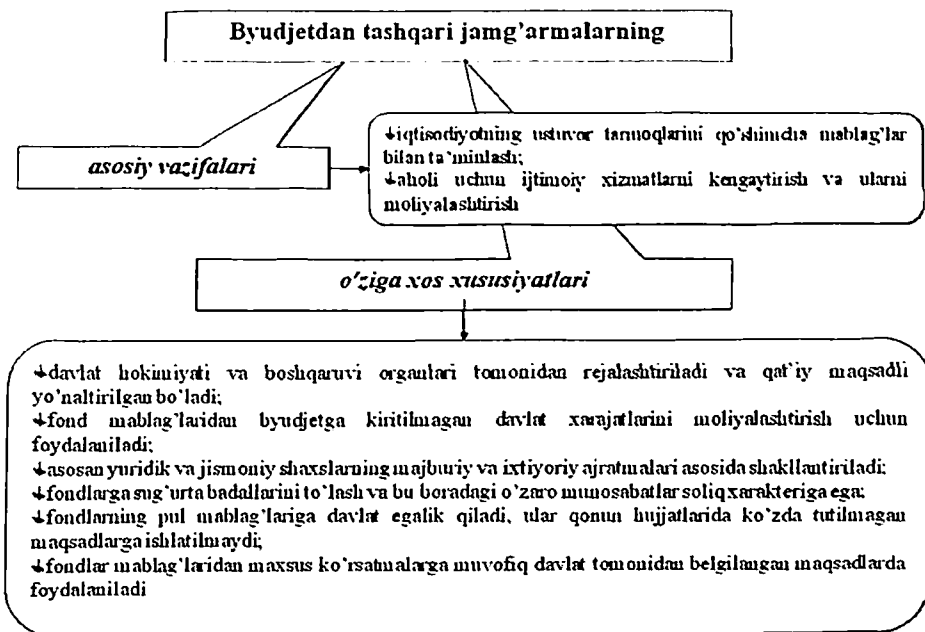 Byudjetdan tashqari jamg'armalarning
asosiy vazifalari
iqtisodiyotning ustuvor tarmoqlarini qo'shimcha mablag'lar
bilan ta'minlash;
aholi uchun ijtimoiy xizmatlarni kengaytirish va ularni
moliyalashtirish
o'ziga xos xususiyatlari
davlat hokimiyati va boshqaruvi organlari tomonidan rejalashtiriladi va qat'iy maqsadli
yo'naltirilgan bo'ladi;
fond mablag'laridan byudjetga kiritilmagan davlat xarajatlarini moliyalashtirish uchun
foydalaniladi;
asosan yuridik va jismoniy shaxslarning majburiy va ixtiyoriy ajratmalari asosida shakllantiriladi;
fondlarga sug'urta badallarini to'lash va bu boradagi o'zaro munosabatlar soliq xarakteriga ega;
fondlarning pul mablag'lariga davlat egalik qiladi, ular qonun hujjatlarida ko'zda tutilmagan
maqsadlarga ishlatilmaydi;
fondlar mablag'laridan maxsus ko'rsatmalarga muvofiq davlat tomonidan belgilangan maqsadlarda
foydalaniladi